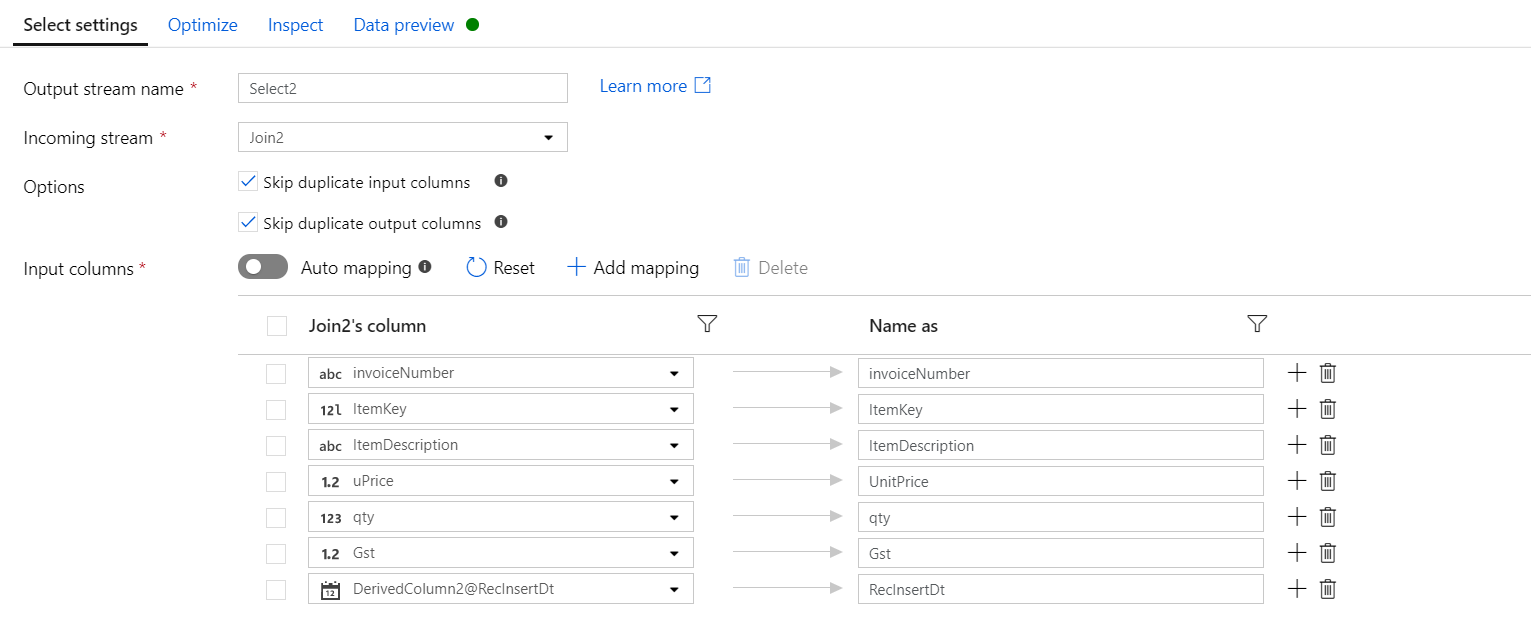 Select settings Optimize Inspect Data preview
Output stream name * Select2 Learn more
Incoming stream * Join2
Options Skip duplicate input columns
Skip duplicate output columns
Input columns * Auto mapping Reset Add mapping Delete
Join2's column Name as
abc invoiceNumber invoiceNumber
12l ItemKey ItemKey
abc ItemDescription ItemDescription
1.2 uPrice UnitPrice
123 qty qty
1.2 Gst Gst
12 DerivedColumn2@RecInsertDt RecInsertDt